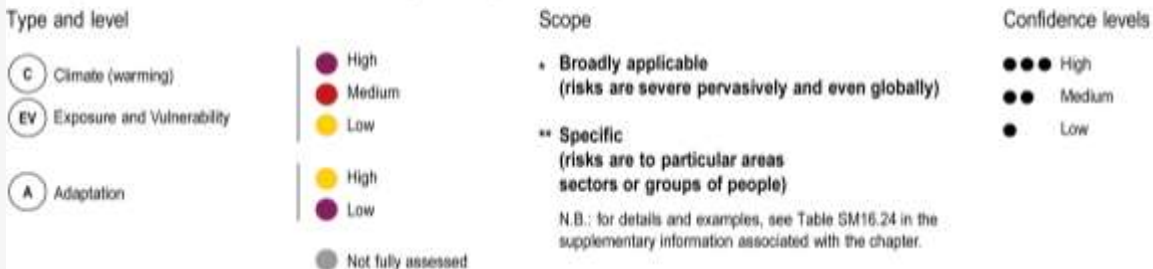 Type and level
C Climate (warming)
EV Exposure and Vulnerability
High
Medium
Low
A Adaptation
High
Low
Not fully assessed
Scope
* Broadly applicable
(risks are severe pervasively and even globally)
** Specific
(risks are to particular areas
sectors or groups of people)
N.B.: for details and examples, see Table SM16.24 in the
supplementary information associated with the chapter.
Confidence levels
●●● High
●● Medium
● Low